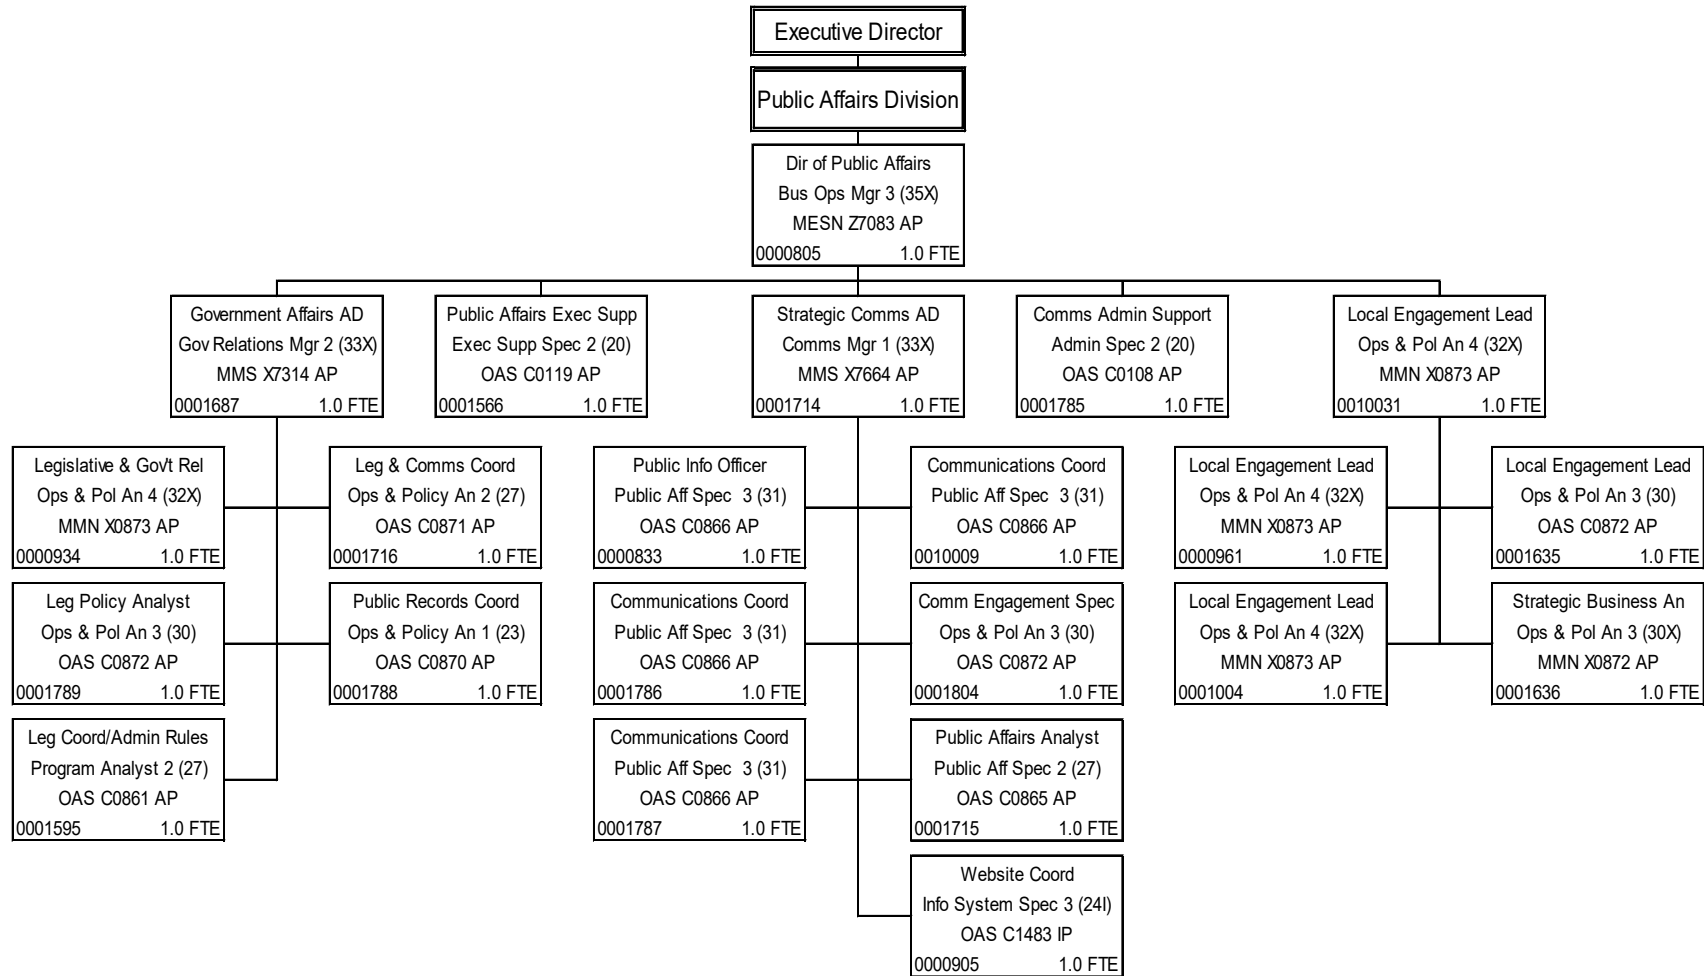 Executive Director
Public Affairs Division
Dir of Public Affairs
Bus Ops Mgr 3 (35X)
MESN Z7083 AP
0000805 1.0 FTE
Government Affairs AD
Gov Relations Mgr 2 (33X)
MMS X7314 AP
0001687 1.0 FTE
Public Affairs Exec Supp
Exec Supp Spec 2 (20)
OAS C0119 AP
0001566 1.0 FTE
Strategic Comms AD
Comms Mgr 1 (33X)
MMS X7664 AP
0001714 1.0 FTE
Comms Admin Support
Admin Spec 2 (20)
OAS C0108 AP
0001785 1.0 FTE
Local Engagement Lead
Ops & Pol An 4 (32X)
MMN X0873 AP
0010031 1.0 FTE
Legislative & Gov't Rel
Ops & Pol An 4 (32X)
MMN X0873 AP
0000934 1.0 FTE
Leg & Comms Coord
Ops & Policy An 2 (27)
OAS C0871 AP
0001716 1.0 FTE
Public Info Officer
Public Aff Spec 3 (31)
OAS C0866 AP
0000833 1.0 FTE
Communications Coord
Public Aff Spec 3 (31)
OAS C0866 AP
0010009 1.0 FTE
Local Engagement Lead
Ops & Pol An 4 (32X)
MMN X0873 AP
0000961 1.0 FTE
Local Engagement Lead
Ops & Pol An 3 (30)
OAS C0872 AP
0001635 1.0 FTE
Leg Policy Analyst
Ops & Pol An 3 (30)
OAS C0872 AP
0001789 1.0 FTE
Public Records Coord
Ops & Policy An 1 (23)
OAS C0870 AP
0001788 1.0 FTE
Communications Coord
Public Aff Spec 3 (31)
OAS C0866 AP
0001786 1.0 FTE
Comm Engagement Spec
Ops & Pol An 3 (30)
OAS C0872 AP
0001804 1.0 FTE
Local Engagement Lead
Ops & Pol An 4 (32X)
MMN X0873 AP
0001004 1.0 FTE
Strategic Business An
Ops & Pol An 3 (30X)
MMN X0872 AP
0001636 1.0 FTE
Leg Coord/Admin Rules
Program Analyst 2 (27)
OAS C0861 AP
0001595 1.0 FTE
Communications Coord
Public Aff Spec 3 (31)
OAS C0866 AP
0001787 1.0 FTE
Public Affairs Analyst
Public Aff Spec 2 (27)
OAS C0865 AP
0001715 1.0 FTE
Website Coord
Info System Spec 3 (24I)
OAS C1483 IP
0000905 1.0 FTE